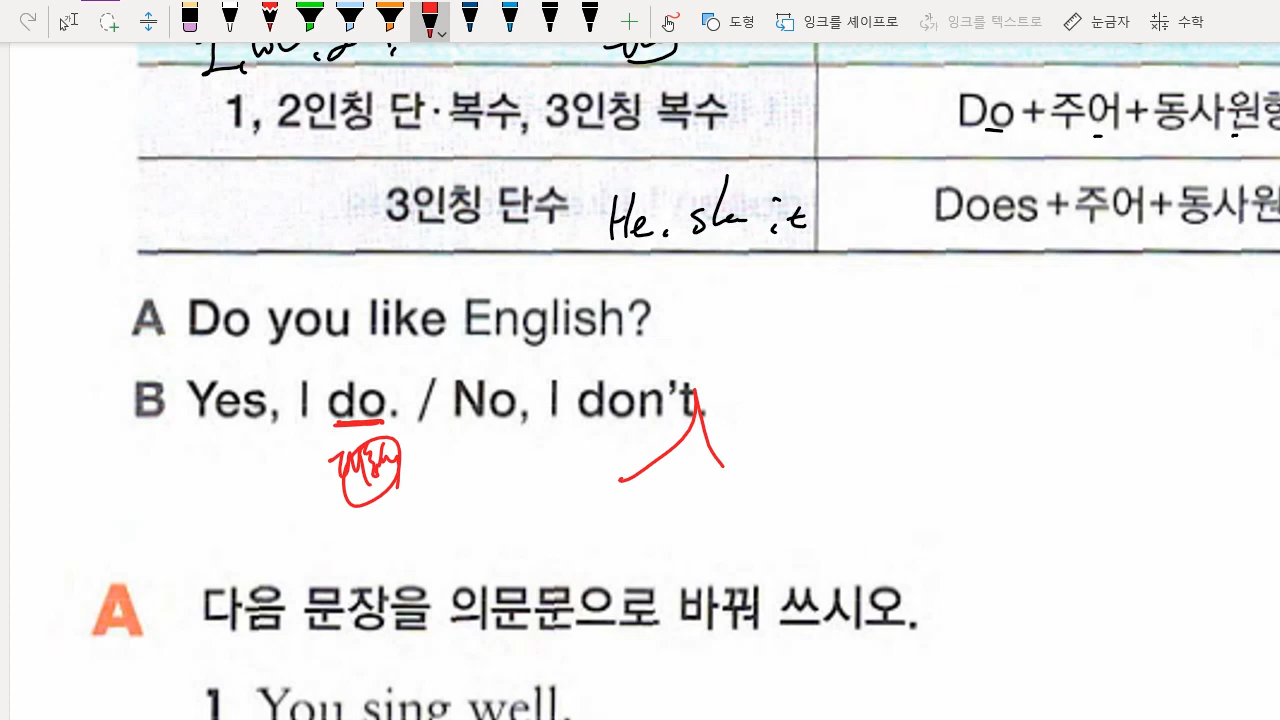 도형 잉크를 셰이프로 잉크를 텍스트로 눈금자 수학
1, 2인칭 단·복수, 3인칭 복수 Do+주어+동사원형
3인칭 단수 He. she it Does+주어+동사원
A Do you like English?
B Yes, I do. / No, I don't.
A 다음 문장을 의문문으로 바꿔 쓰시오.
1 You sing well.